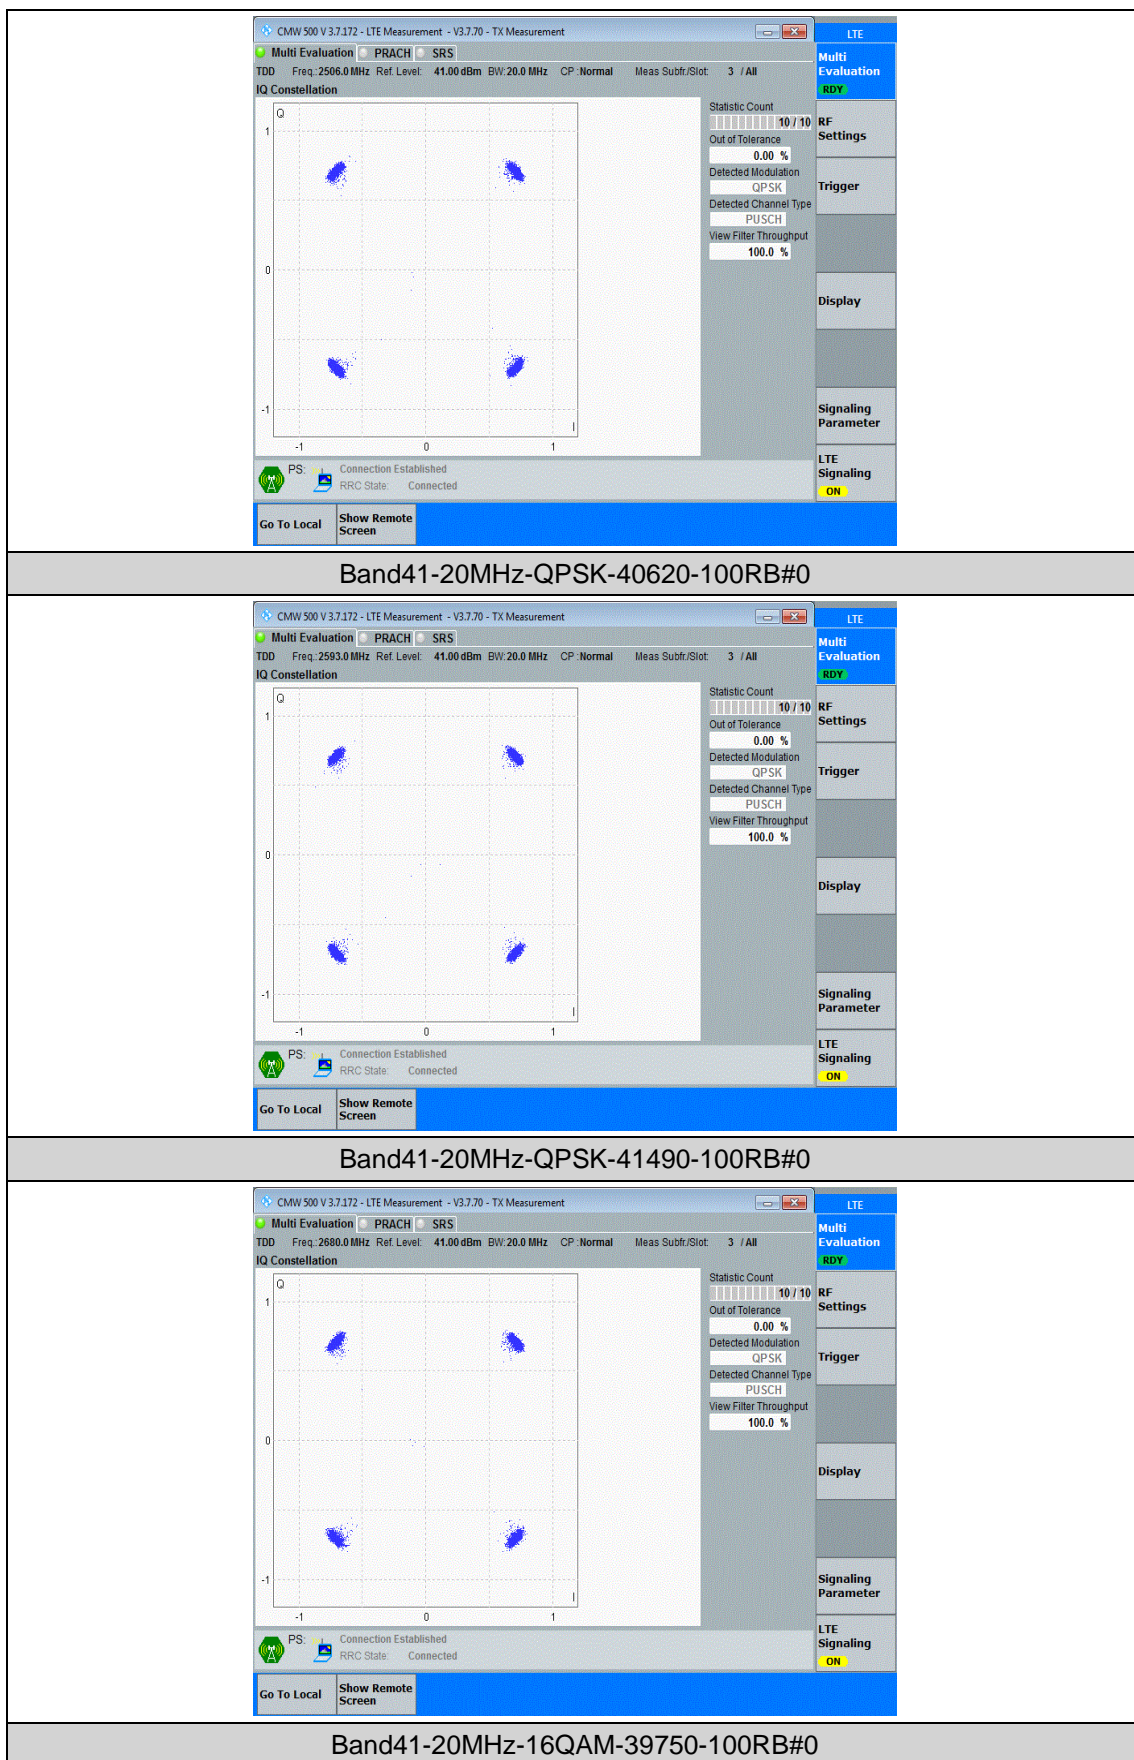 CMW 500 V 3.7.172 - LTE Measurement - V3.7.70 - TX Measurement
LTE
Multi Evaluation PRACH SRS
Multi
Evaluation
RDY
TDD Freq.: 2506.0 MHz Ref. Level: 41.00 dBm BW: 20.0 MHz CP : Normal Meas Subfr./Slot: 3 / All
IQ Constellation
Q
1
0
-1
-1 0 1
I
Statistic Count
10 / 10
Out of Tolerance
0.00 %
Detected Modulation
QPSK
Detected Channel Type
PUSCH
View Filter Throughput
100.0 %
RF
Settings
Trigger
Display
Signaling
Parameter
LTE
Signaling
ON
PS: Connection Established
RRC State: Connected
Go To Local
Show Remote
Screen
Band41-20MHz-QPSK-40620-100RB#0
CMW 500 V 3.7.172 - LTE Measurement - V3.7.70 - TX Measurement
LTE
Multi Evaluation PRACH SRS
Multi
Evaluation
RDY
TDD Freq.: 2593.0 MHz Ref. Level: 41.00 dBm BW: 20.0 MHz CP : Normal Meas Subfr./Slot: 3 / All
IQ Constellation
Q
1
0
-1
-1 0 1
I
Statistic Count
10 / 10
Out of Tolerance
0.00 %
Detected Modulation
QPSK
Detected Channel Type
PUSCH
View Filter Throughput
100.0 %
RF
Settings
Trigger
Display
Signaling
Parameter
LTE
Signaling
ON
PS: Connection Established
RRC State: Connected
Go To Local
Show Remote
Screen
Band41-20MHz-QPSK-41490-100RB#0
CMW 500 V 3.7.172 - LTE Measurement - V3.7.70 - TX Measurement
LTE
Multi Evaluation PRACH SRS
Multi
Evaluation
RDY
TDD Freq.: 2680.0 MHz Ref. Level: 41.00 dBm BW: 20.0 MHz CP : Normal Meas Subfr./Slot: 3 / All
IQ Constellation
Q
1
0
-1
-1 0 1
I
Statistic Count
10 / 10
Out of Tolerance
0.00 %
Detected Modulation
QPSK
Detected Channel Type
PUSCH
View Filter Throughput
100.0 %
RF
Settings
Trigger
Display
Signaling
Parameter
LTE
Signaling
ON
PS: Connection Established
RRC State: Connected
Go To Local
Show Remote
Screen
Band41-20MHz-16QAM-39750-100RB#0